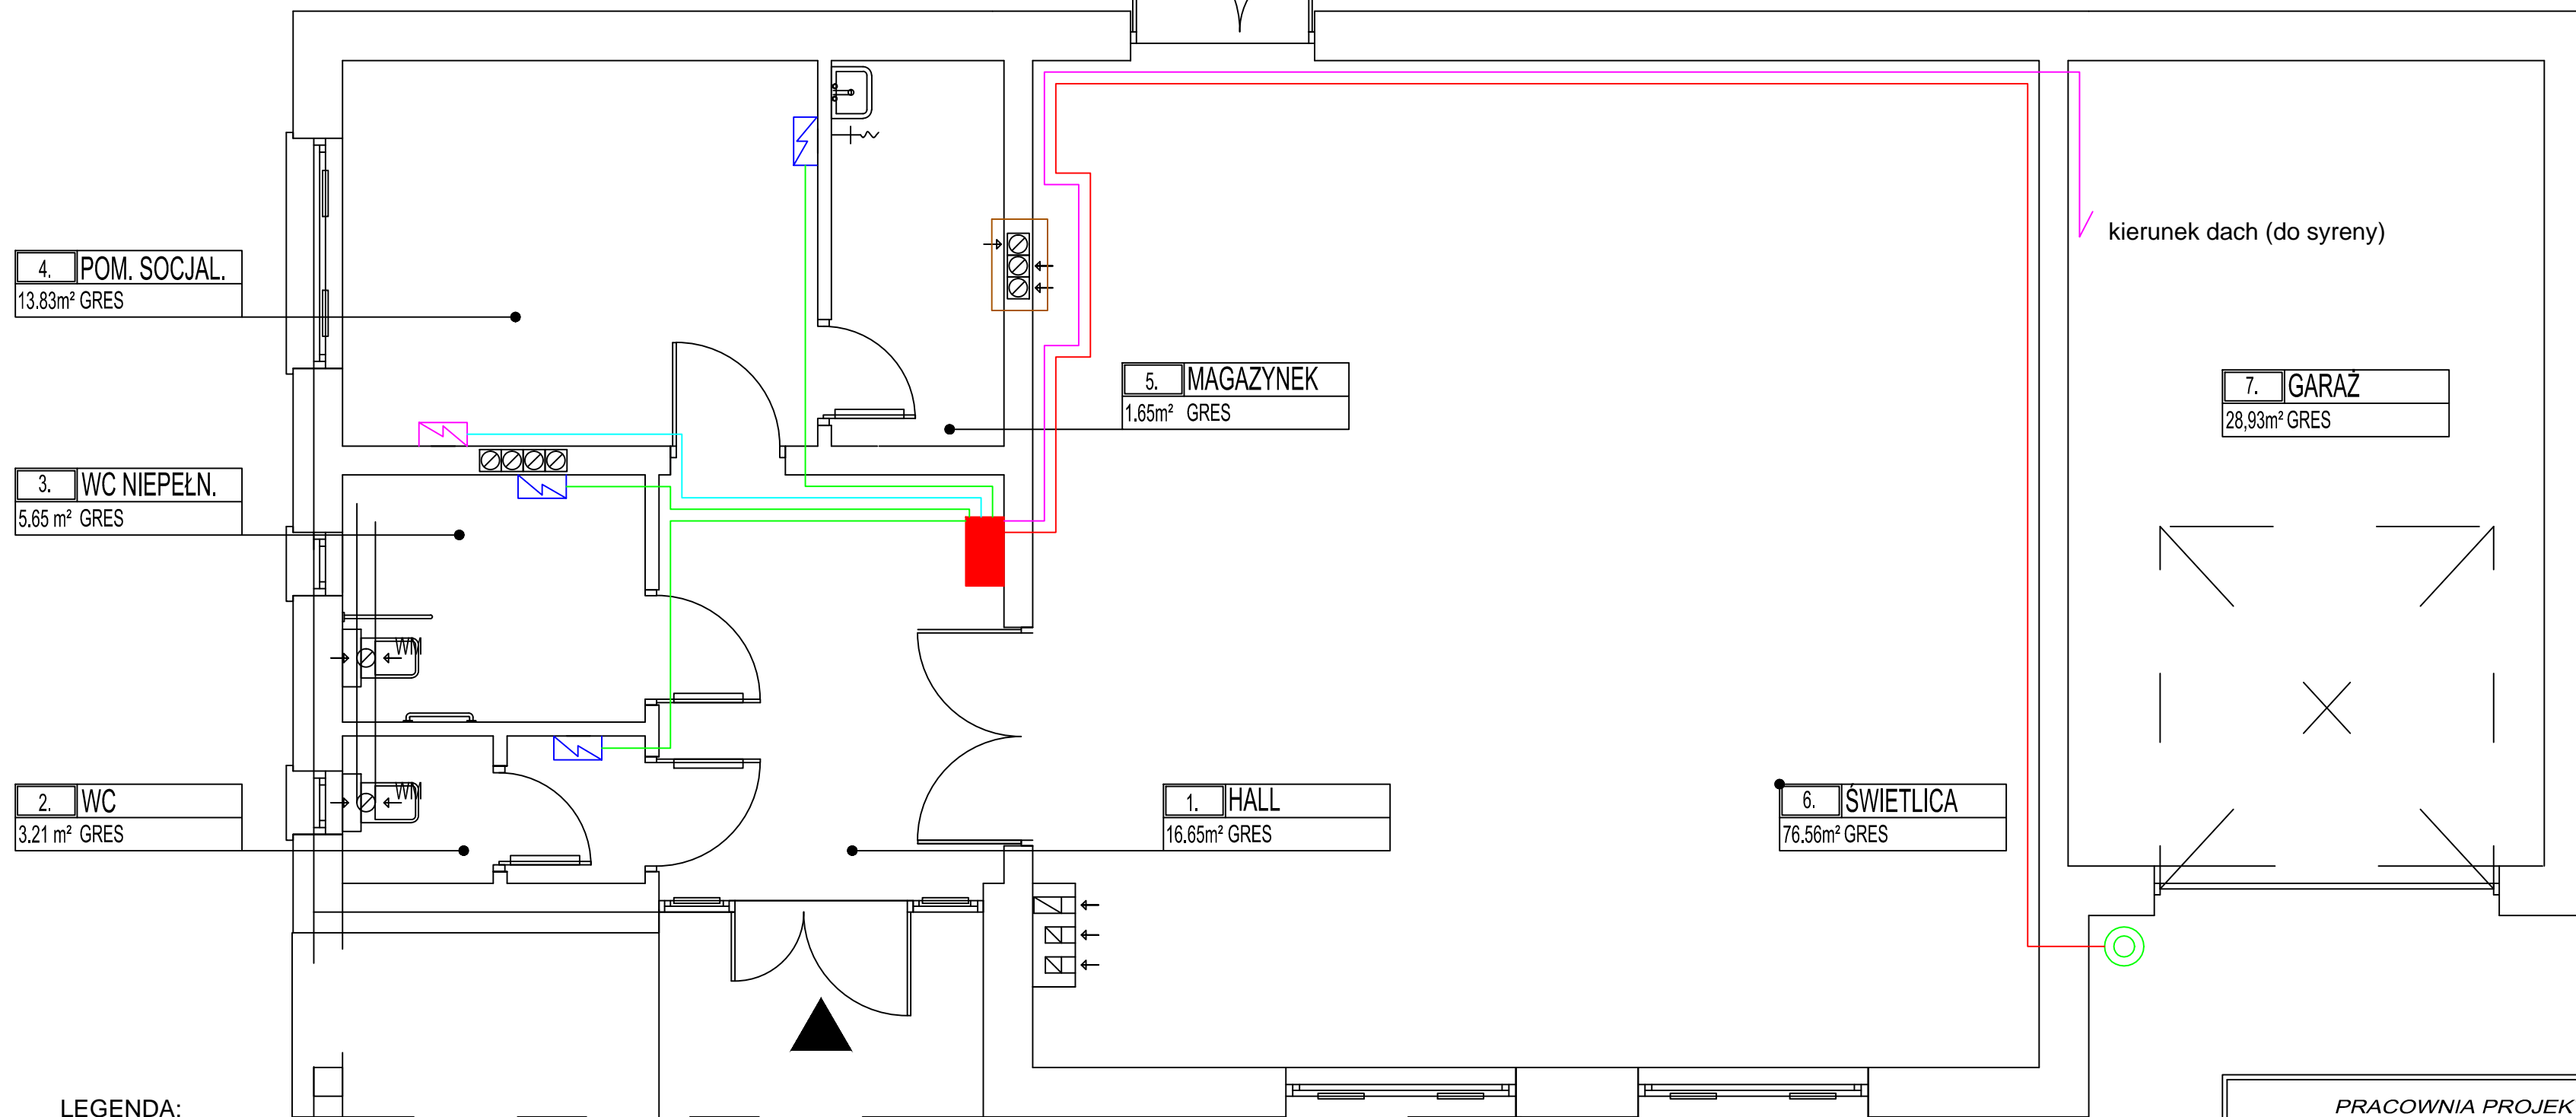 kierunek dach (do syreny)
4. POM. SOCJAL.
13.83m² GRES
5. MAGAZYNEK
1.65m² GRES
7. GARAŻ
28,93m² GRES
3. WC NIEPEŁN.
5.65 m² GRES
WN
2. WC
3.21 m² GRES
WN
1. HALL
16.65m² GRES
6. ŚWIETLICA
76.56m² GRES
LEGENDA:
PRACOWNIA PROJEK